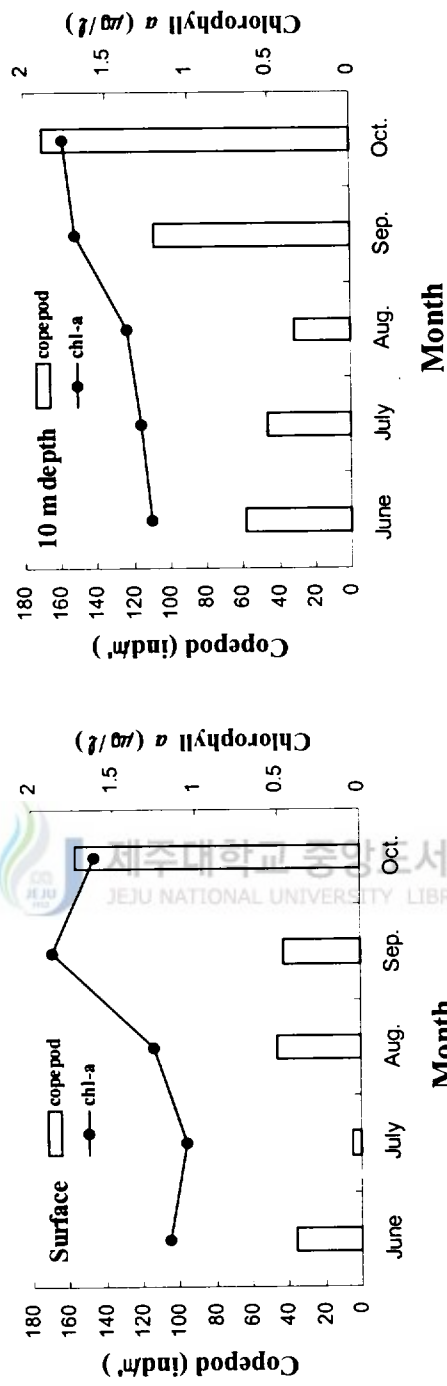 Surface
copepod
chl-a
Copepod (ind/㎥)
180
160
140
120
100
80
60
40
20
0
Chlorophyll a (㎍/ℓ)
2
1.5
1
0.5
0
June July Aug. Sep. Oct.
Month
10 m depth
copepod
chl-a
Copepod (ind/㎥)
180
160
140
120
100
80
60
40
20
0
Chlorophyll a (㎍/ℓ)
2
1.5
1
0.5
0
June July Aug. Sep. Oct.
Month
JEJU
1952
제주대학교 중앙도서
JEJU NATIONAL UNIVERSITY LIBR